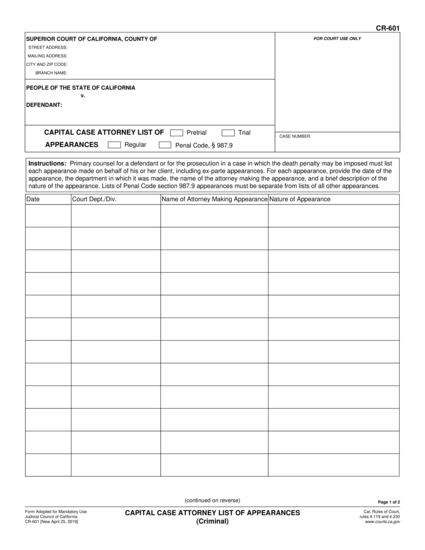 CR-601
SUPERIOR COURT OF CALIFORNIA, COUNTY OF
STREET ADDRESS:
MAILING ADDRESS:
CITY AND ZIP CODE:
BRANCH NAME:
FOR COURT USE ONLY
PEOPLE OF THE STATE OF CALIFORNIA
v.
DEFENDANT:
CAPITAL CASE ATTORNEY LIST OF Pretrial Trial
APPEARANCES Regular Penal Code, § 987.9
CASE NUMBER:
Instructions: Primary counsel for a defendant or for the prosecution in a case in which the death penalty may be imposed must list
each appearance made on behalf of his or her client, including ex-parte appearances. For each appearance, provide the date of the
appearance, the department in which it was made, the name of the attorney making the appearance, and a brief description of the
nature of the appearance. Lists of Penal Code section 987.9 appearances must be separate from lists of all other appearances.
Date Court Dept./Div. Name of Attorney Making Appearance Nature of Appearance
(continued on reverse)
Page 1 of 2
Form Adopted for Mandatory Use
Judicial Council of California
CR-601 [New April 25, 2019]
CAPITAL CASE ATTORNEY LIST OF APPEARANCES
(Criminal)
Cal. Rules of Court,
rules 4.119 and 4.230
www.courts.ca.gov